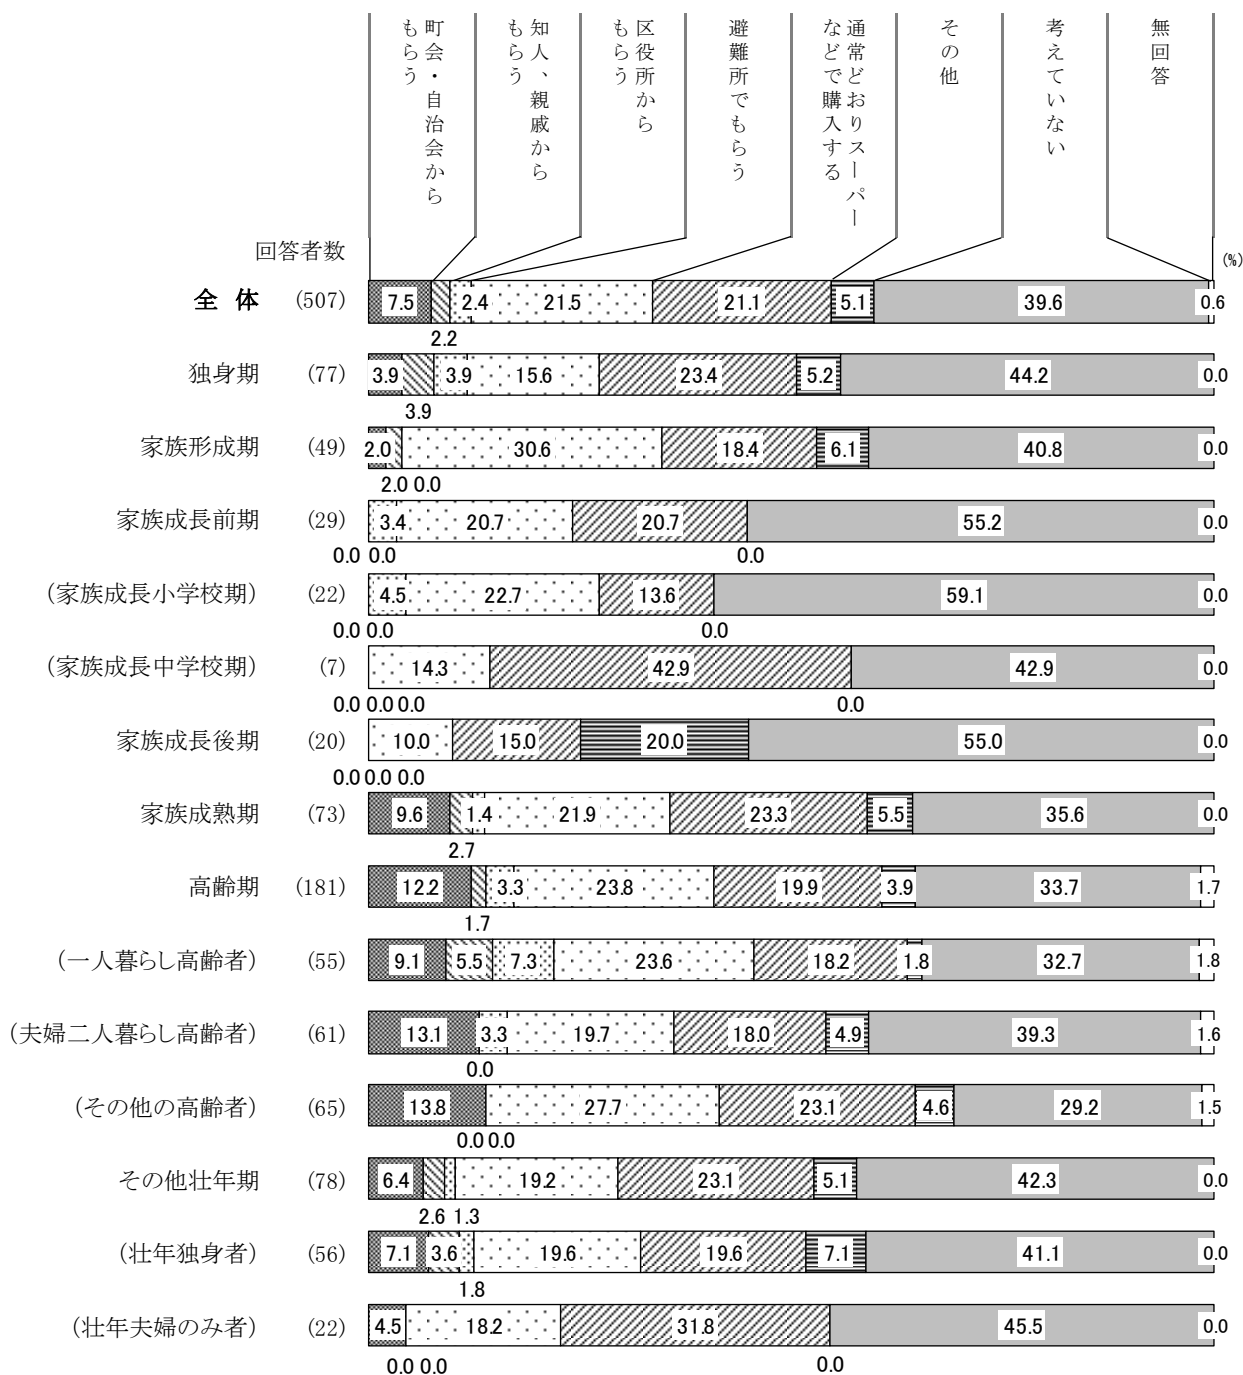 町会・自治会から
もらう
知人、親戚から
もらう
区役所から
もらう
避難所でもらう
通常どおりスーパー
などで購入する
その他
考えていない
無回答
回答者数
(%)
全 体 (507) 7.5 2.4 21.5 21.1 5.1 39.6 0.6
2.2
独身期 (77) 3.9 3.9 15.6 23.4 5.2 44.2 0.0
3.9
家族形成期 (49) 2.0 30.6 18.4 6.1 40.8 0.0
2.0 0.0
家族成長前期 (29) 3.4 20.7 20.7 55.2 0.0
0.0 0.0 0.0
(家族成長小学校期) (22) 4.5 22.7 13.6 59.1 0.0
0.0 0.0 0.0
(家族成長中学校期) (7) 14.3 42.9 42.9 0.0
0.0 0.0 0.0 0.0
家族成長後期 (20) 10.0 15.0 20.0 55.0 0.0
0.0 0.0 0.0
家族成熟期 (73) 9.6 1.4 21.9 23.3 5.5 35.6 0.0
2.7
高齢期 (181) 12.2 3.3 23.8 19.9 3.9 33.7 1.7
1.7
(一人暮らし高齢者) (55) 9.1 5.5 7.3 23.6 18.2 1.8 32.7 1.8
(夫婦二人暮らし高齢者) (61) 13.1 3.3 19.7 18.0 4.9 39.3 1.6
0.0
(その他の高齢者) (65) 13.8 27.7 23.1 4.6 29.2 1.5
0.0 0.0
その他壮年期 (78) 6.4 19.2 23.1 5.1 42.3 0.0
2.6 1.3
(壮年独身者) (56) 7.1 3.6 19.6 19.6 7.1 41.1 0.0
1.8
(壮年夫婦のみ者) (22) 4.5 18.2 31.8 45.5 0.0
0.0 0.0 0.0